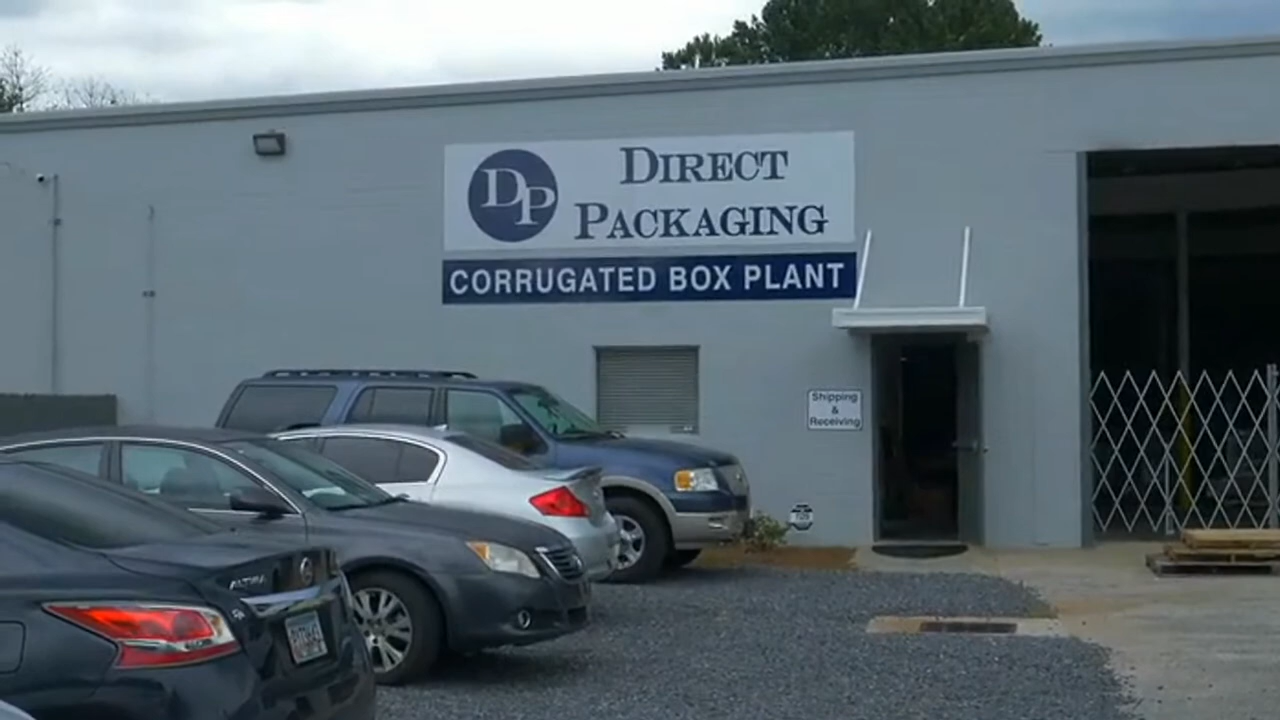 DP
DIRECT
PACKAGING
CORRUGATED BOX PLANT
Shipping
&
Receiving
ALTIMA